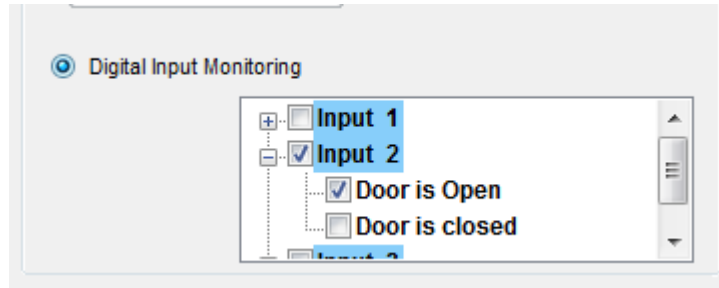 Digital Input Monitoring
Input 1
Input 2
Door is Open
Door is closed